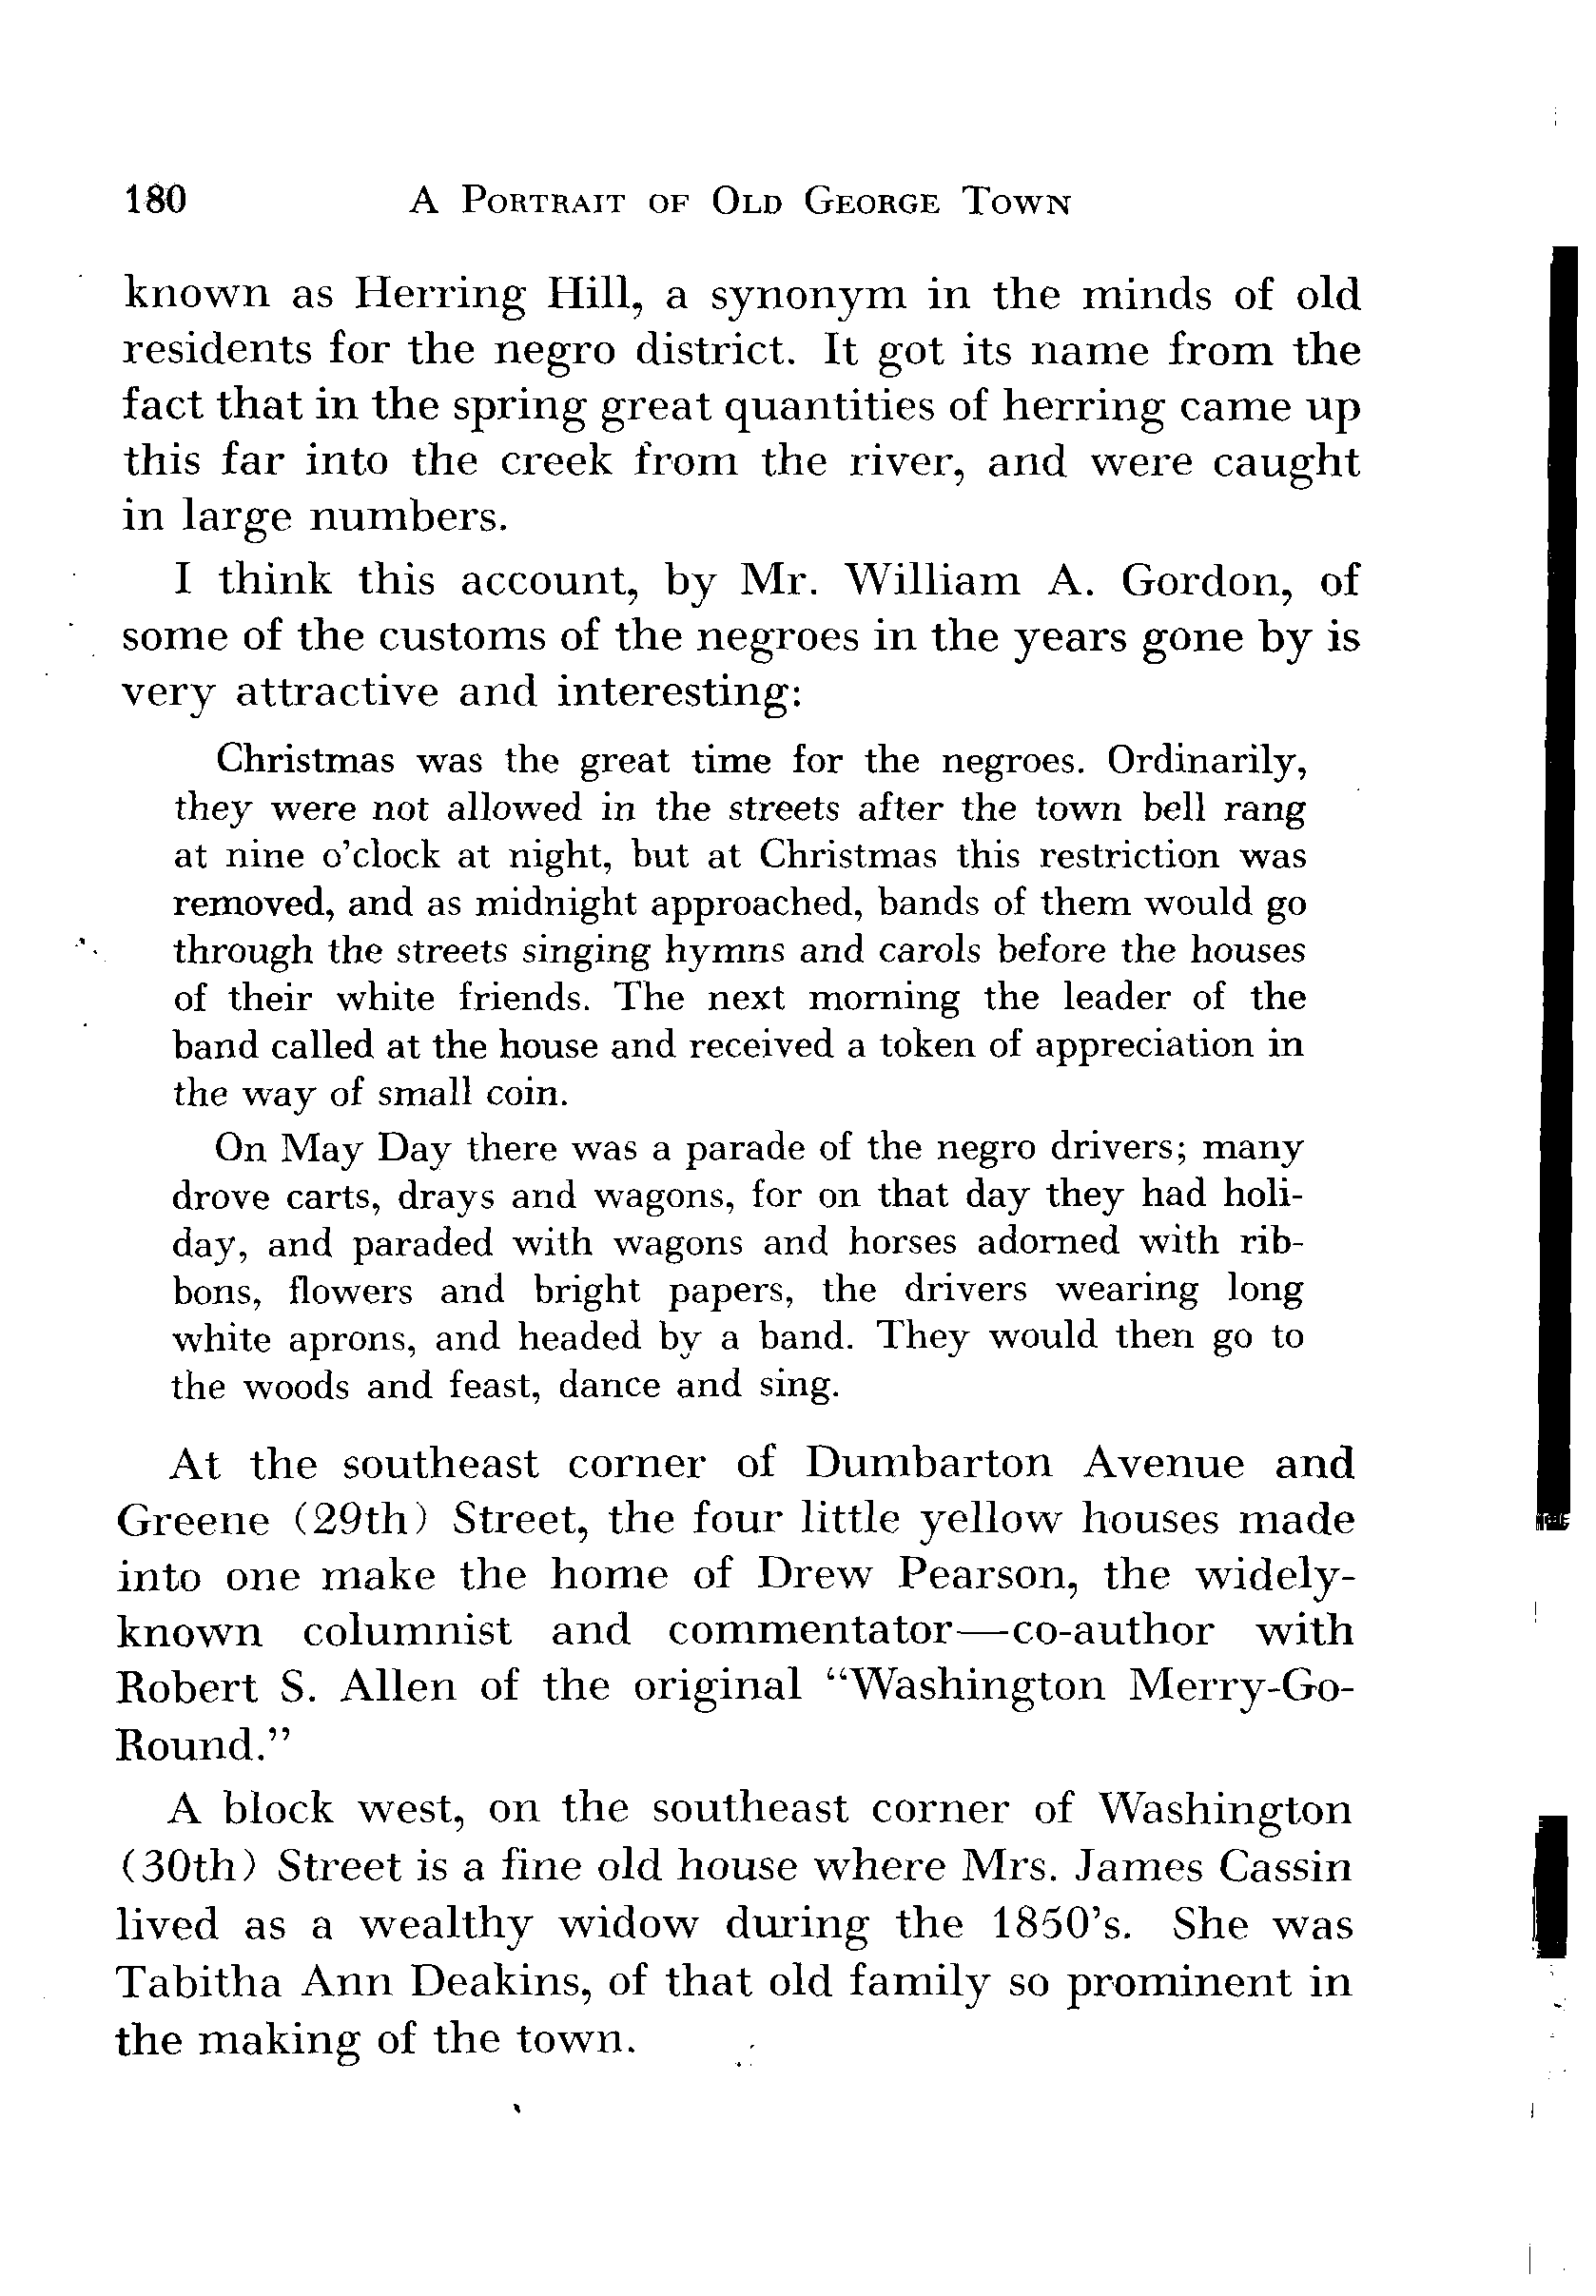 180 A Portrait of Old George Town
known as Herring Hill, a synonym in the minds of old
residents for the negro district. It got its name from the
fact that in the spring great quantities of herring came up
this far into the creek from the river, and were caught
in large numbers.
I think this account, by Mr. William A. Gordon, of
some of the customs of the negroes in the years gone by is
very attractive and interesting:
Christmas was the great time for the negroes. Ordinarily,
they were not allowed in the streets after the town bell rang
at nine o'clock at night, but at Christmas this restriction was
removed, and as midnight approached, bands of them would go
through the streets singing hymns and carols before the houses
of their white friends. The next morning the leader of the
band called at the house and received a token of appreciation in
the way of small coin.
On May Day there was a parade of the negro drivers; many
drove carts, drays and wagons, for on that day they had holi-
day, and paraded with wagons and horses adorned with rib-
bons, flowers and bright papers, the drivers wearing long
white aprons, and headed by a band. They would then go to
the woods and feast, dance and sing.
At the southeast corner of Dumbarton Avenue and
Greene (29th) Street, the four little yellow houses made
into one make the home of Drew Pearson, the widely-
known columnist and commentator—co-author with
Robert S. Allen of the original "Washington Merry-Go-
Round."
A block west, on the southeast corner of Washington
(30th) Street is a fine old house where Mrs. James Cassin
lived as a wealthy widow during the 1850's. She was
Tabitha Ann Deakins, of that old family so prominent in
the making of the town.